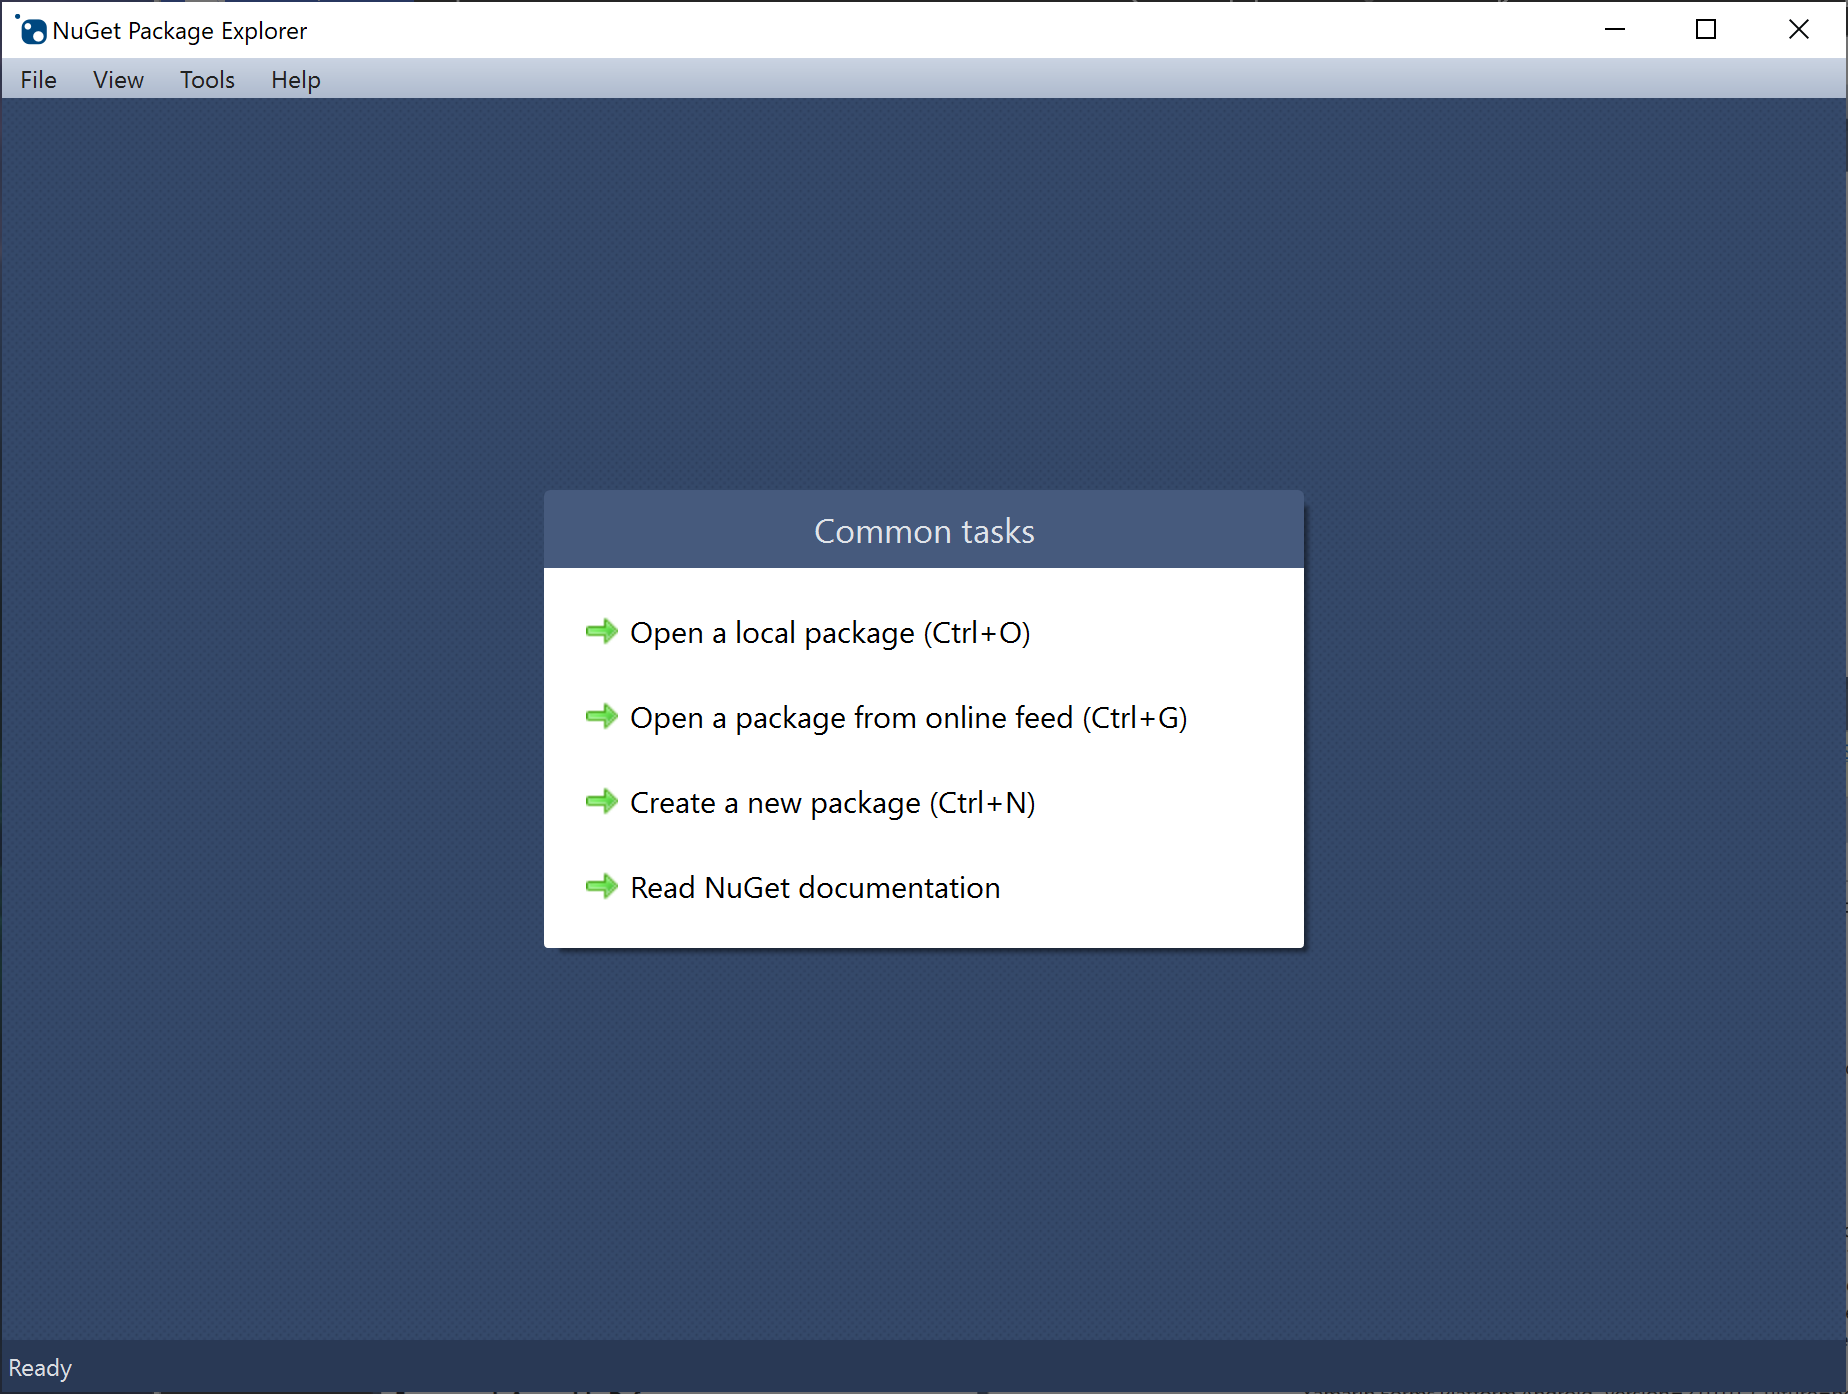 NuGet Package Explorer
File View Tools Help
Common tasks
Open a local package (Ctrl+O)
Open a package from online feed (Ctrl+G)
Create a new package (Ctrl+N)
Read NuGet documentation
Ready